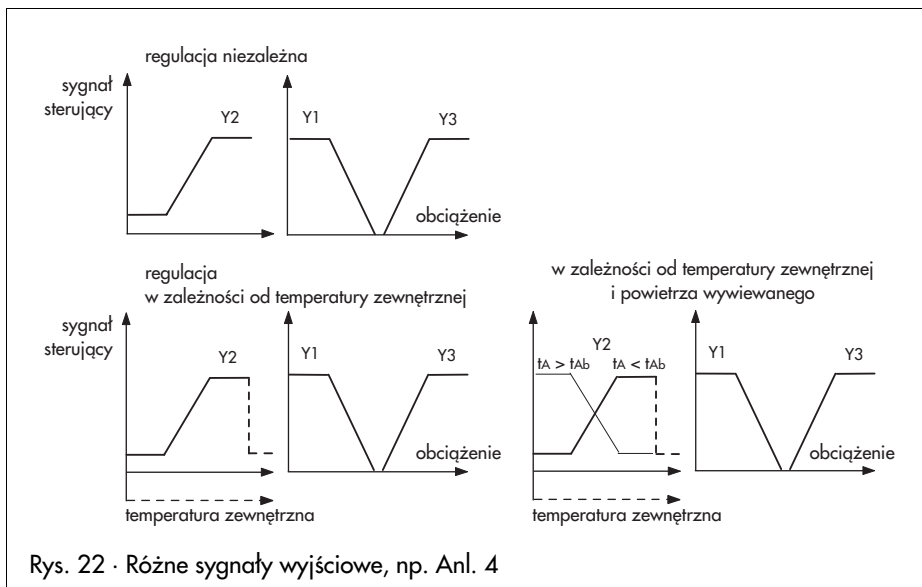 regulacja niezależna
sygnał
sterujący
Y2
Y1
Y3
obciążenie
regulacja
w zależności od temperatury zewnętrznej
sygnał
sterujący
Y2
Y1
Y3
obciążenie
temperatura zewnętrzna
w zależności od temperatury zewnętrznej
i powietrza wywiewanego
Y2
tA > tAb
tA < tAb
Y1
Y3
obciążenie
temperatura zewnętrzna
Rys. 22 · Różne sygnały wyjściowe, np. Anl. 4